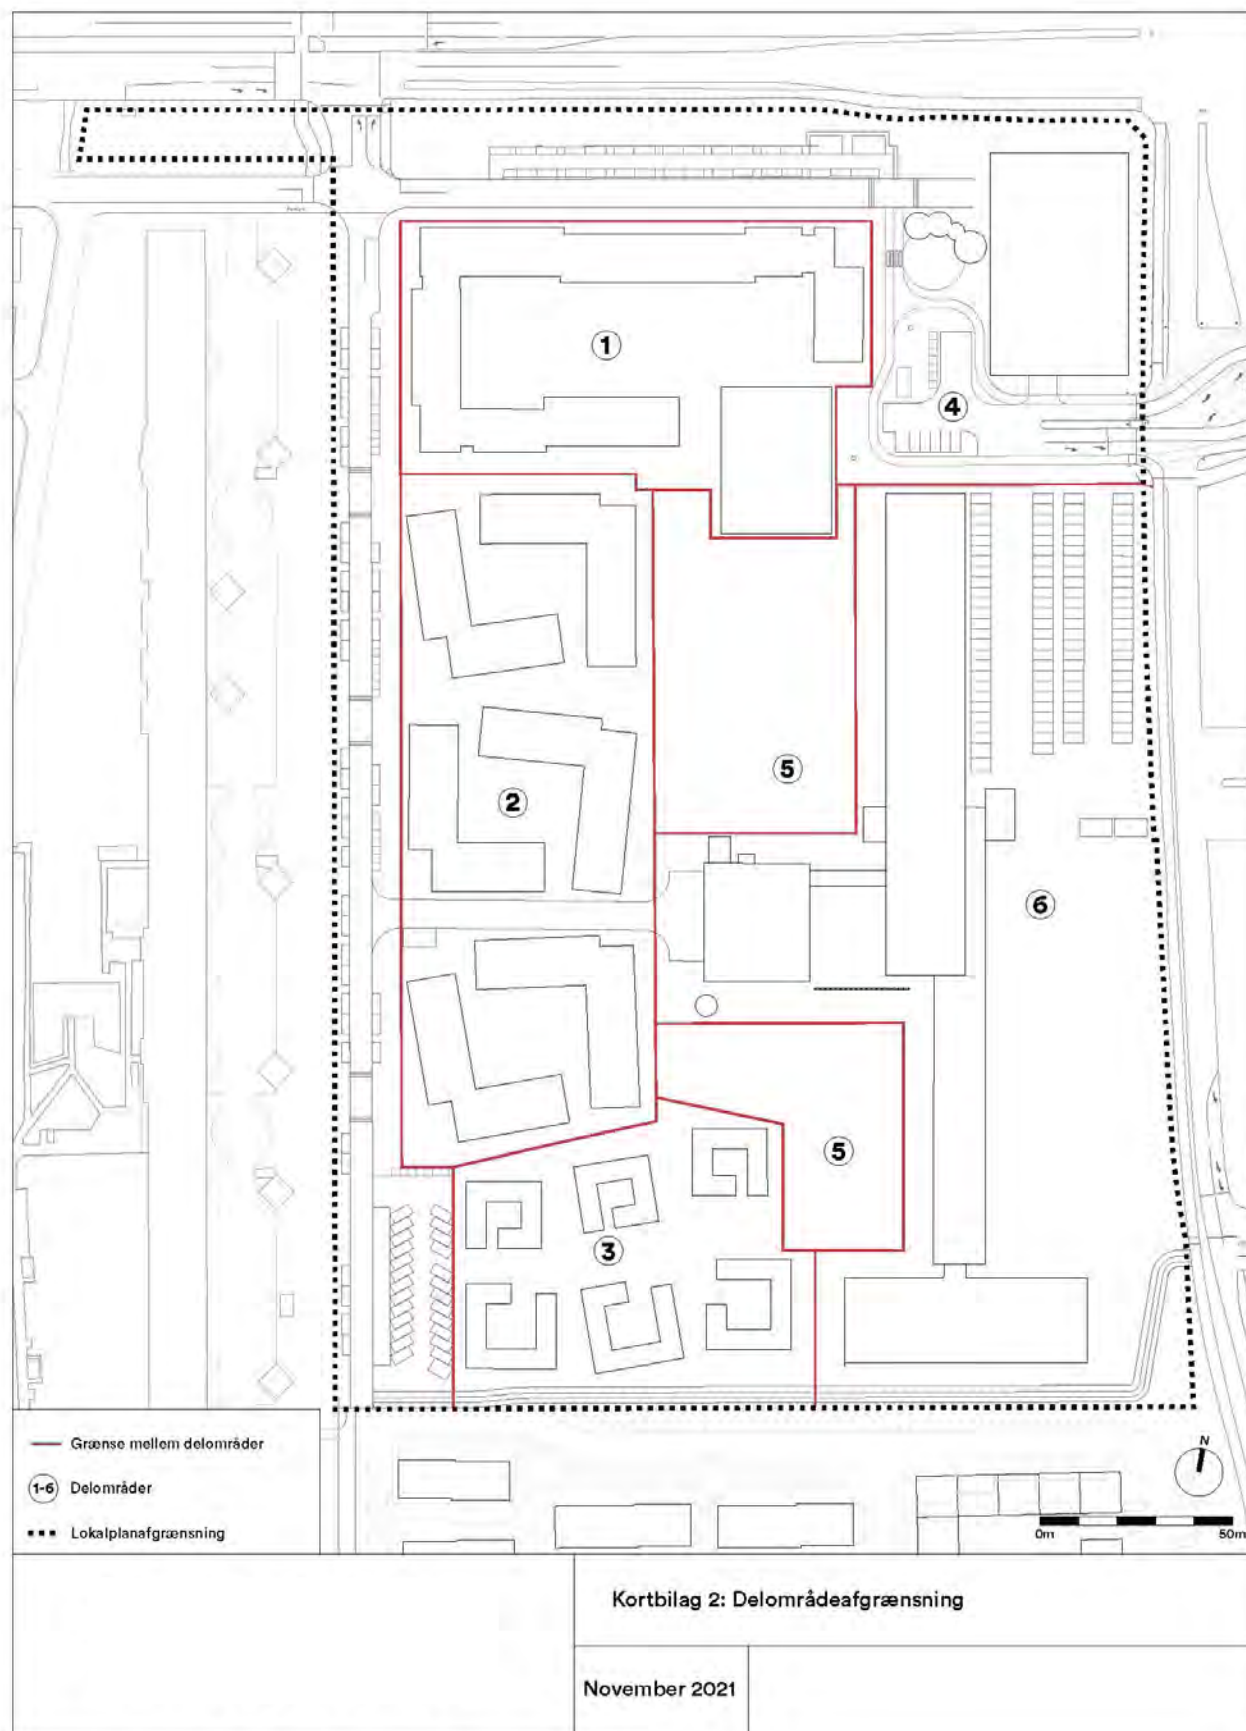 1
4
5
2
6
5
3
Grænse mellem delområder
1-6 Delområder
Lokalplanafgrænsning
N
0m 50m
Kortbilag 2: Delområdeafgrænsning
November 2021